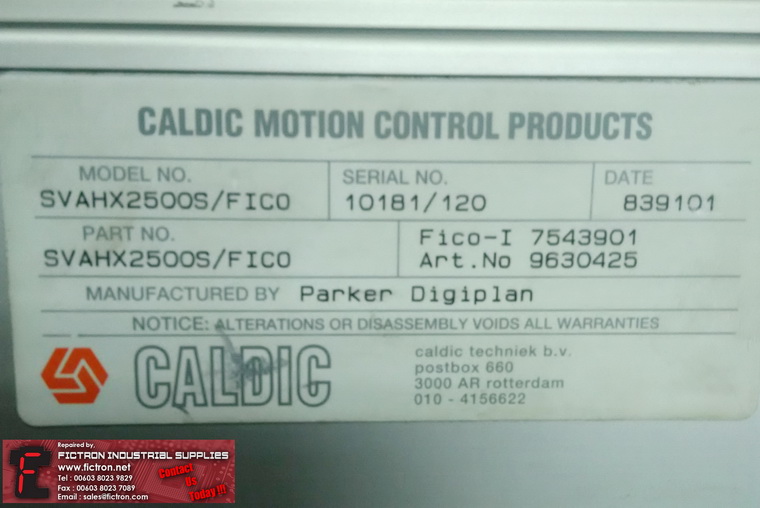 CALDIC MOTION CONTROL PRODUCTS
MODEL NO. SERIAL NO. DATE
SVAHX2500S/FICO 10181/120 839101
PART NO. Fico-I 7543901
SVAHX2500S/FICO Art.No 9630425
MANUFACTURED BY Parker Digiplan
NOTICE: ALTERATIONS OR DISASSEMBLY VOIDS ALL WARRANTIES
CALDIC
caldic techniek b.v.
postbox 660
3000 AR rotterdam
010 - 4156622
Repaired by,
FICTRON INDUSTRIAL SUPPLIES
www.fictron.net
Tel : 00603 8023 9829
Fax : 00603 8023 7089
Email : sales@fictron.com
Contact
Us
Today !!!